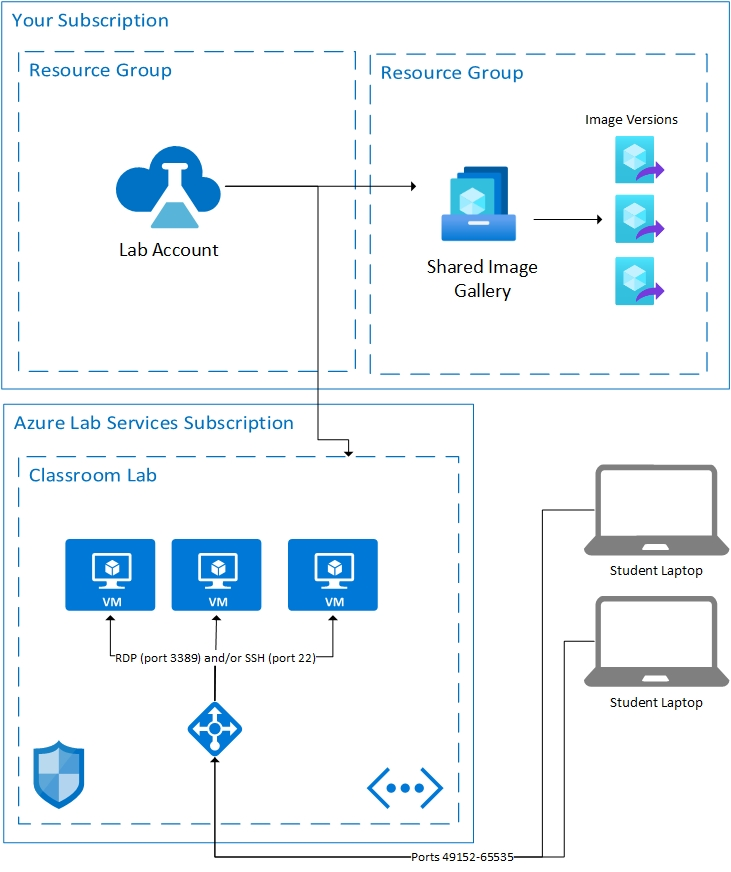 Your Subscription
Resource Group
Resource Group
Image Versions
Lab Account
Shared Image
Gallery
Azure Lab Services Subscription
Classroom Lab
VM
VM
VM
RDP (port 3389) and/or SSH (port 22)
Student Laptop
Student Laptop
Ports 49152-65535